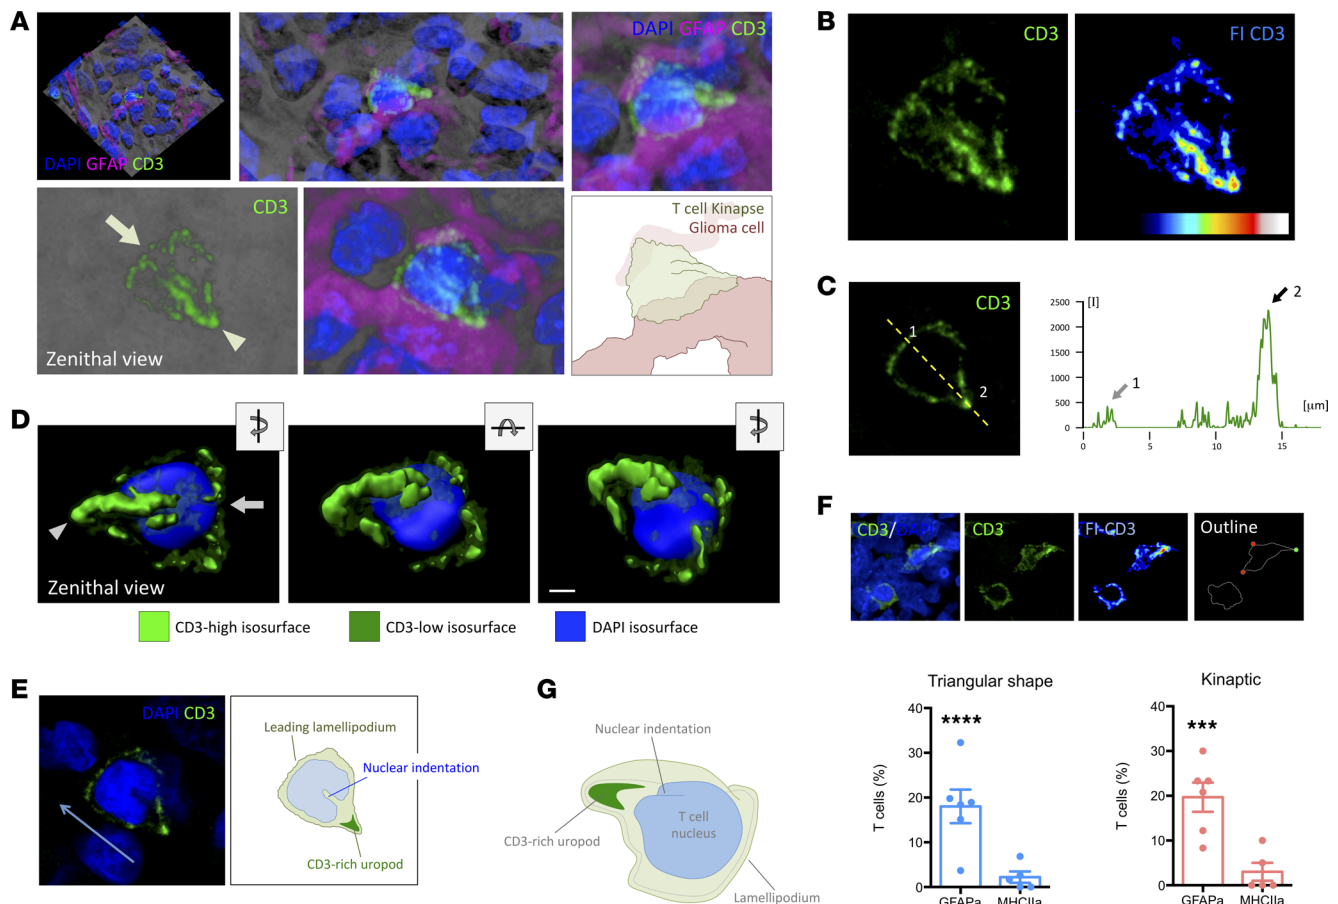 A
DAPI GFAP CD3
DAPI GFAP CD3
CD3
Zenithal view
T cell Kinapse
Glioma cell
B
CD3
FI CD3
C
CD3
1
2
[I]
2500
2000
1500
1000
500
0
1
2
[µm]
0
5
10
15
D
Zenithal view
CD3-high isosurface
CD3-low isosurface
DAPI isosurface
E
DAPI CD3
Leading lamellipodium
Nuclear indentation
CD3-rich uropod
F
CD3/DAPI
CD3
FI CD3
Outline
Triangular shape
T cells (%)
40
30
20
10
0
****
GFAPa
MHCIIa
Kinaptic
T cells (%)
40
30
20
10
0
***
GFAPa
MHCIIa
G
Nuclear indentation
T cell
nucleus
CD3-rich uropod
Lamellipodium